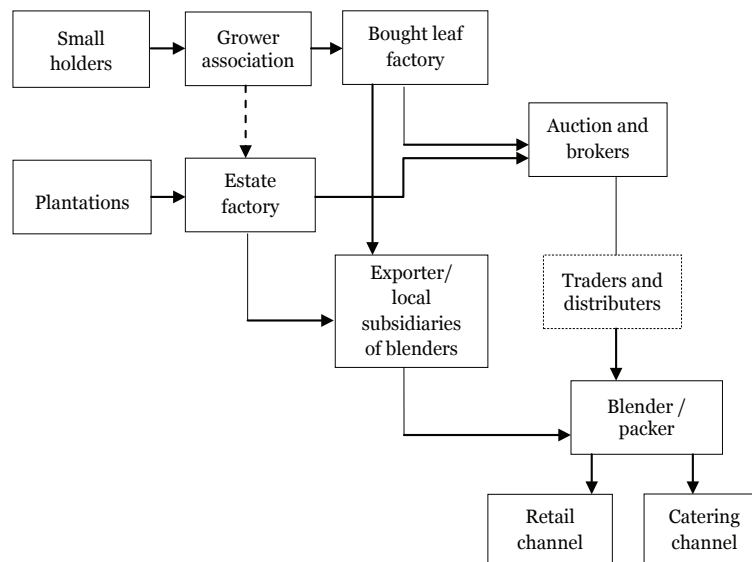 Small
holders
Grower
association
Bought leaf
factory
Auction and
brokers
Plantations
Estate
factory
Exporter/
local
subsidiaries
of blenders
Traders and
distributers
Blender /
packer
Retail
channel
Catering
channel